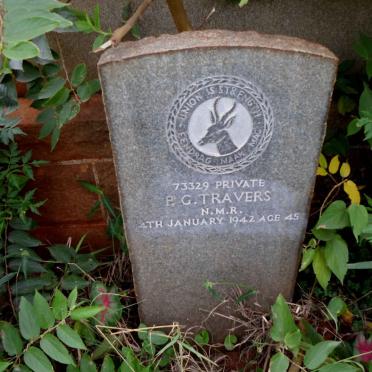 UNION IS STRENGTH
EENDRAG MAAK MAG
73329 PRIVATE
P. G. TRAVERS
N.M.R.
4TH JANUARY 1942 AGE 45